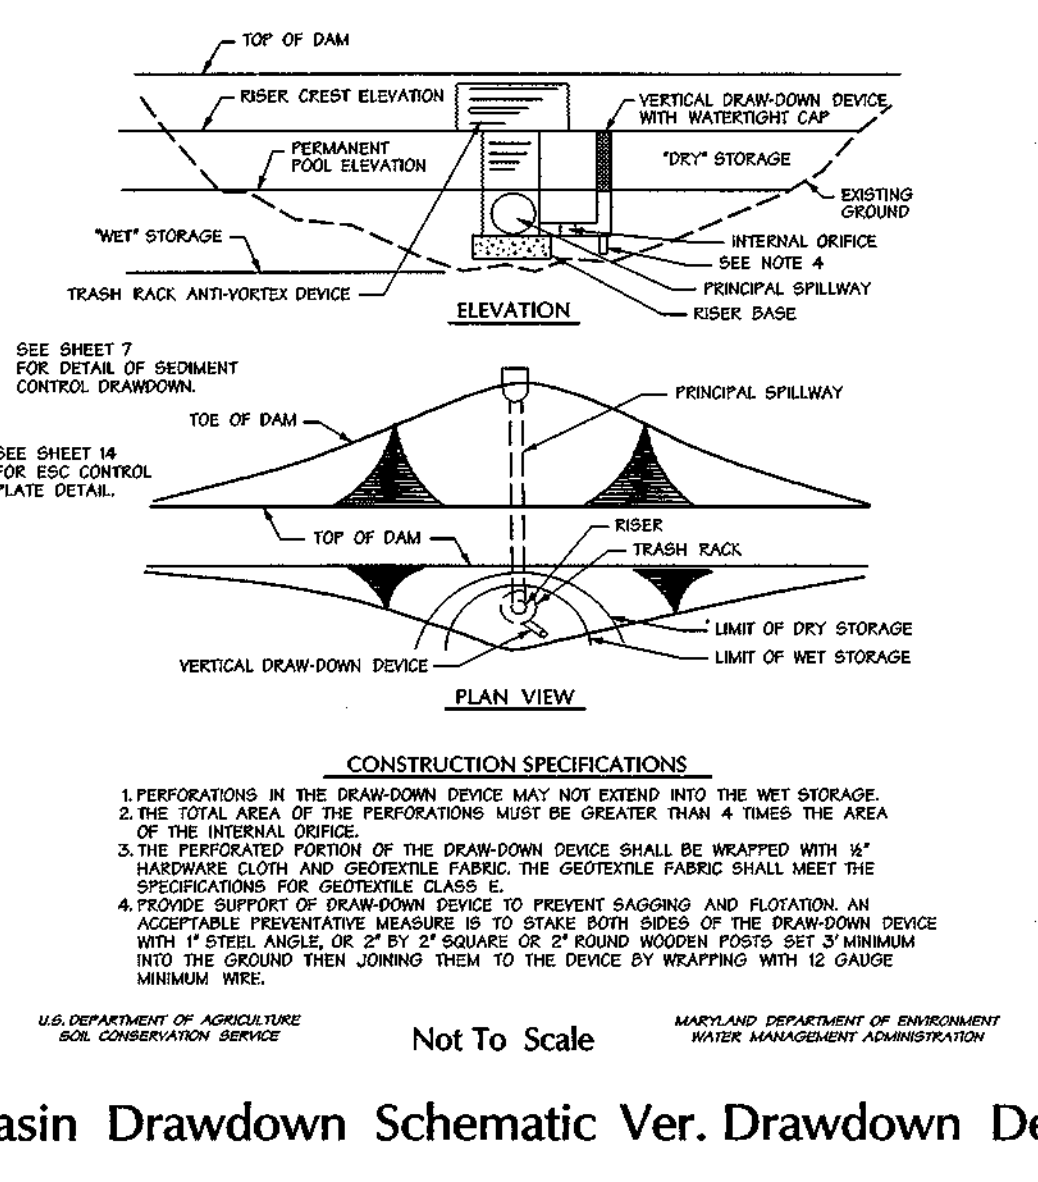 TOP OF DAM
RISER CREST ELEVATION
VERTICAL DRAW-DOWN DEVICE
WITH WATERTIGHT CAP
PERMANENT
POOL ELEVATION
"DRY" STORAGE
EXISTING
GROUND
"WET" STORAGE
INTERNAL ORIFICE
SEE NOTE 4
TRASH RACK ANTI-VORTEX DEVICE
PRINCIPAL SPILLWAY
RISER BASE
ELEVATION
SEE SHEET 7
FOR DETAIL OF SEDIMENT
CONTROL DRAWDOWN.
PRINCIPAL SPILLWAY
TOE OF DAM
SEE SHEET 14
FOR ESC CONTROL
PLATE DETAIL.
RISER
TOP OF DAM
TRASH RACK
LIMIT OF DRY STORAGE
LIMIT OF WET STORAGE
VERTICAL DRAW-DOWN DEVICE
PLAN VIEW
CONSTRUCTION SPECIFICATIONS
1. PERFORATIONS IN THE DRAW-DOWN DEVICE MAY NOT EXTEND INTO THE WET STORAGE.
2. THE TOTAL AREA OF THE PERFORATIONS MUST BE GREATER THAN 4 TIMES THE AREA
OF THE INTERNAL ORIFICE.
3. THE PERFORATED PORTION OF THE DRAW-DOWN DEVICE SHALL BE WRAPPED WITH ½"
HARDWARE CLOTH AND GEOTEXTILE FABRIC. THE GEOTEXTILE FABRIC SHALL MEET THE
SPECIFICATIONS FOR GEOTEXTILE CLASS E.
4. PROVIDE SUPPORT OF DRAW-DOWN DEVICE TO PREVENT SAGGING AND FLOTATION. AN
ACCEPTABLE PREVENTATIVE MEASURE IS TO STAKE BOTH SIDES OF THE DRAW-DOWN DEVICE
WITH 1" STEEL ANGLE, OR 2" BY 2" SQUARE OR 2" ROUND WOODEN POSTS SET 3' MINIMUM
INTO THE GROUND THEN JOINING THEM TO THE DEVICE BY WRAPPING WITH 12 GAUGE
MINIMUM WIRE.
U.S. DEPARTMENT OF AGRICULTURE
SOIL CONSERVATION SERVICE
Not To Scale
MARYLAND DEPARTMENT OF ENVIRONMENT
WATER MANAGEMENT ADMINISTRATION
asin Drawdown Schematic Ver. Drawdown De